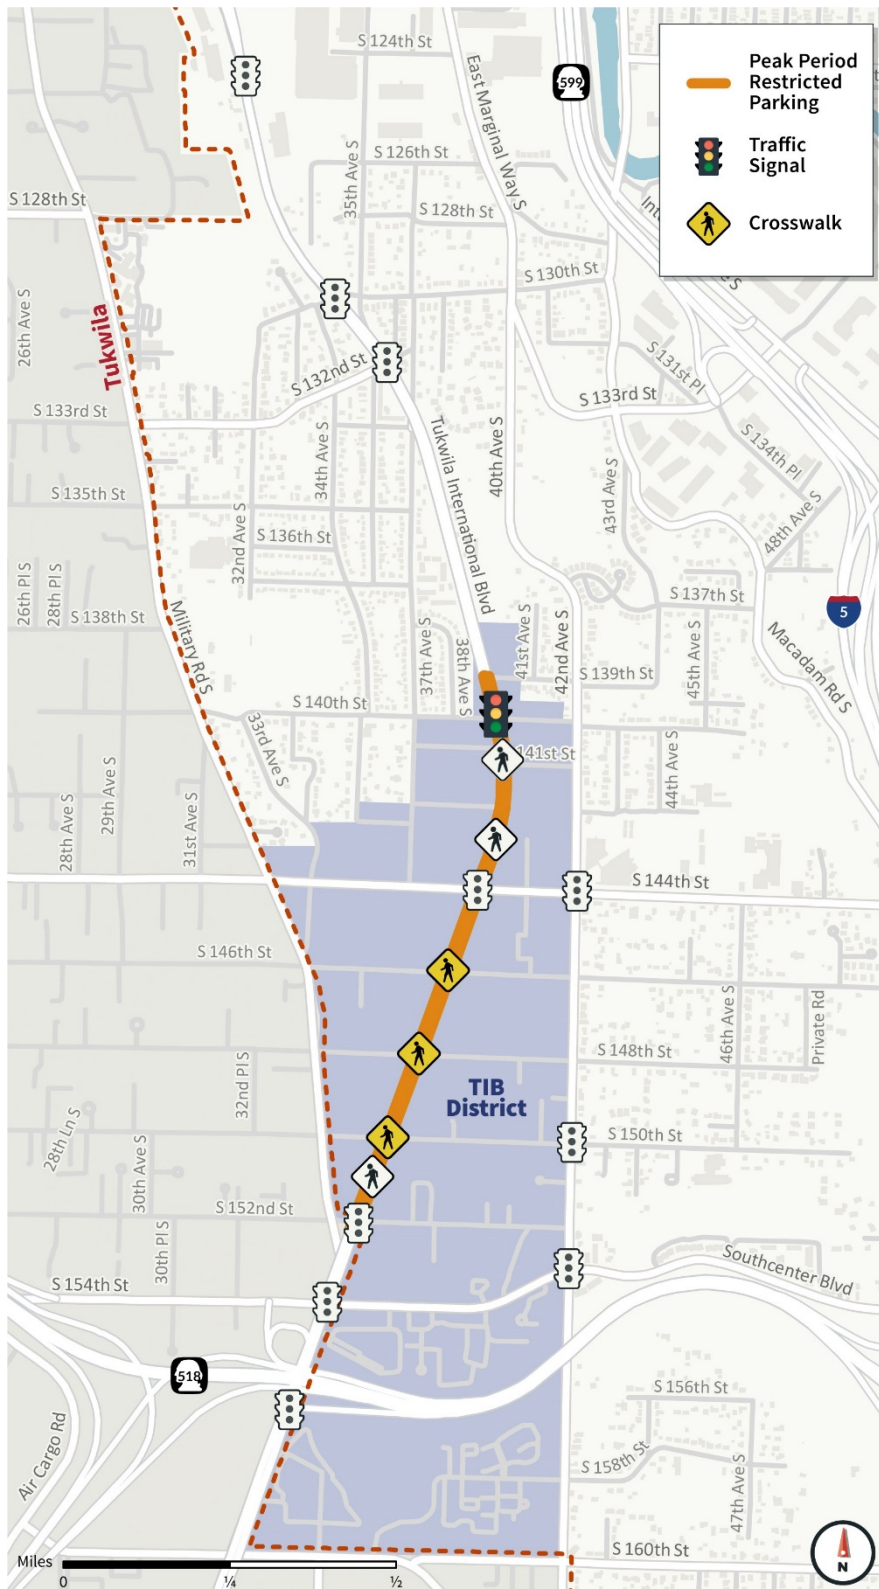 S 124th St
East Marginal Way S
599
Peak Period
Restricted
Parking
Traffic
Signal
Crosswalk
35th Ave S
S 126th St
S 128th St
S 128th St
S 130th St
26th Ave S
Tukwila
S 132nd St
S 131st Pl
S 133rd St
S 133rd St
S 134th Pl
34th Ave S
Tukwila International Blvd
40th Ave S
43rd Ave S
48th Ave S
S 135th St
32nd Ave S
S 136th St
26th Pl S
28th Pl S
S 138th St
S 137th St
5
Military Rd S
37th Ave S
38th Ave S
41st Ave S
42nd Ave S
S 139th St
45th Ave S
Macadam Rd S
S 140th St
33rd Ave S
141st St
44th Ave S
28th Ave S
29th Ave S
31st Ave S
S 144th St
S 146th St
46th Ave S
Private Rd
S 148th St
32nd Pl S
TIB
District
28th Ln S
30th Ave S
S 150th St
S 152nd St
30th Pl S
S 154th St
Southcenter Blvd
518
S 156th St
Air Cargo Rd
S 158th St
47th Ave S
S 160th St
N
Miles
0
¼
½